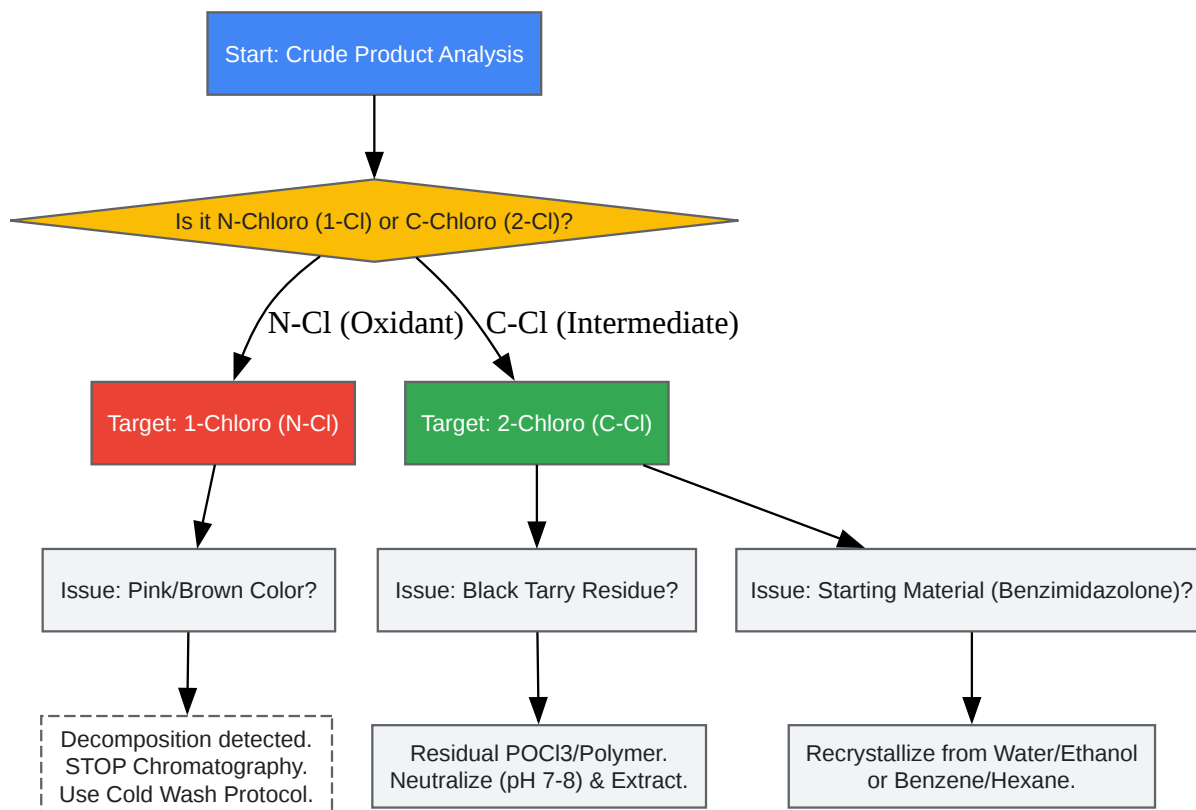 Start: Crude Product Analysis
Is it N-Chloro (1-Cl) or C-Chloro (2-Cl)?
N-Cl (Oxidant)
C-Cl (Intermediate)
Target: 1-Chloro (N-Cl)
Target: 2-Chloro (C-Cl)
Issue: Pink/Brown Color?
Issue: Black Tarry Residue?
Issue: Starting Material (Benzimidazolone)?
Decomposition detected.
STOP Chromatography.
Use Cold Wash Protocol.
Residual POCl3/Polymer.
Neutralize (pH 7-8) & Extract.
Recrystallize from Water/Ethanol
or Benzene/Hexane.